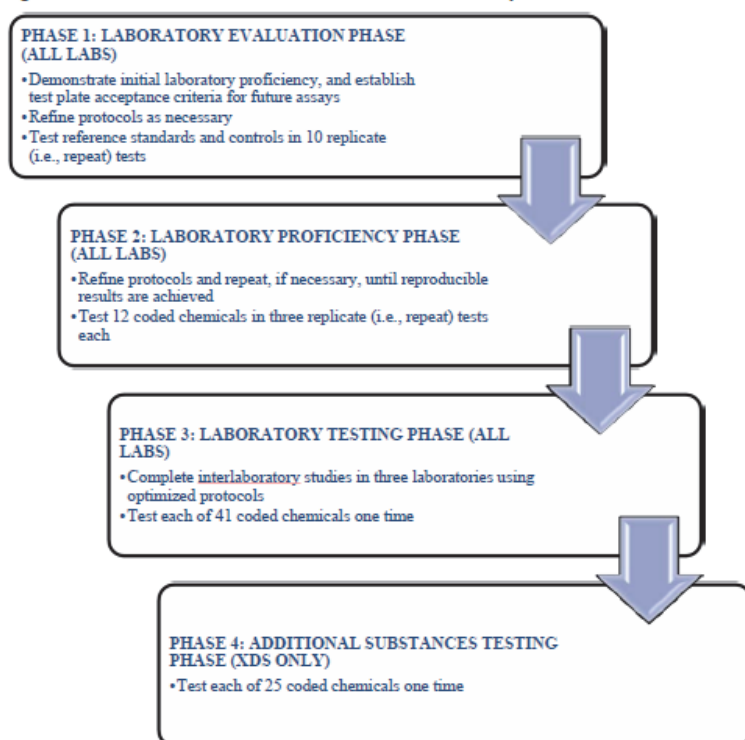 PHASE 1: LABORATORY EVALUATION PHASE
(ALL LABS)
•Demonstrate initial laboratory proficiency, and establish
test plate acceptance criteria for future assays
•Refine protocols as necessary
•Test reference standards and controls in 10 replicate
(i.e., repeat) tests
PHASE 2: LABORATORY PROFICIENCY PHASE
(ALL LABS)
•Refine protocols and repeat, if necessary, until reproducible
results are achieved
•Test 12 coded chemicals in three replicate (i.e., repeat) tests
each
PHASE 3: LABORATORY TESTING PHASE (ALL
LABS)
•Complete interlaboratory studies in three laboratories using
optimized protocols
•Test each of 41 coded chemicals one time
PHASE 4: ADDITIONAL SUBSTANCES TESTING
PHASE (XDS ONLY)
•Test each of 25 coded chemicals one time